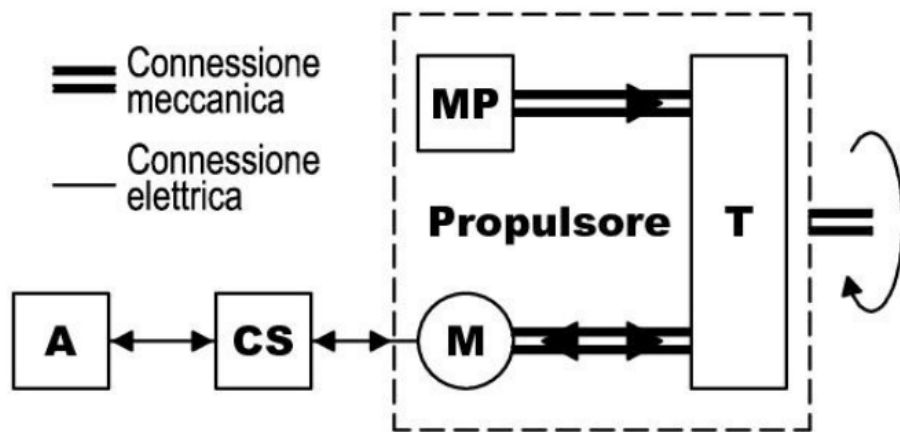 Connessione
meccanica
Connessione
elettrica
MP
Propulsore
T
A
CS
M